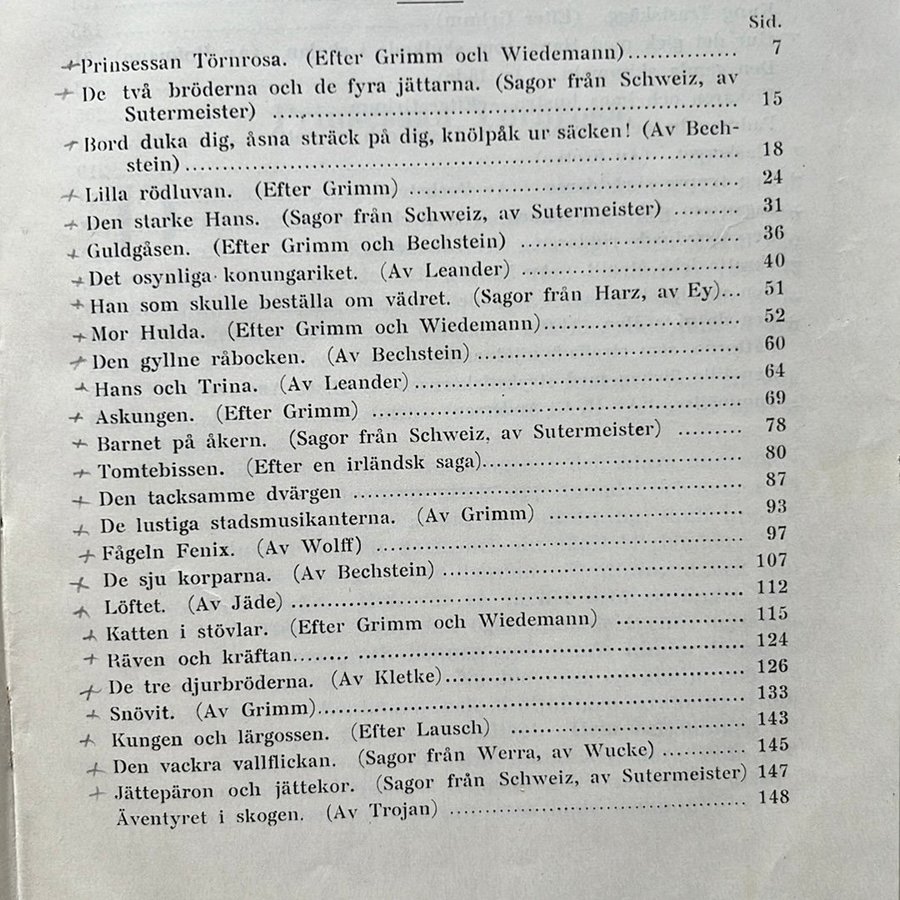 Sid.
Prinsessan Törnrosa. (Efter Grimm och Wiedemann)............... 7
De två bröderna och de fyra jättarna. (Sagor från Schweiz, av
Sutermeister) ............................................................ 15
Bord duka dig, åsna sträck på dig, knölpåk ur säcken! (Av Bech-
stein)........................................................................ 18
Lilla rödluvan. (Efter Grimm) ........................................... 24
Den starke Hans. (Sagor från Schweiz, av Sutermeister) ......... 31
Guldgåsen. (Efter Grimm och Bechstein) ............................. 36
Det osynliga konungariket. (Av Leander) ............................. 40
Han som skulle beställa om vädret. (Sagor från Harz, av Ey)... 51
Mor Hulda. (Efter Grimm och Wiedemann)........................... 52
Den gyllne råbocken. (Av Bechstein) .................................. 60
Hans och Trina. (Av Leander) ........................................... 64
Askungen. (Efter Grimm) ................................................. 69
Barnet på åkern. (Sagor från Schweiz, av Sutermeister) ......... 78
Tomtebissen. (Efter en irländsk saga).................................. 80
Den tacksamme dvärgen .................................................. 87
De lustiga stadsmusikanterna. (Av Grimm) .......................... 93
Fågeln Fenix. (Av Wolff) ................................................. 97
De sju korparna. (Av Bechstein) ........................................ 107
Löftet. (Av Jäde) ........................................................... 112
Katten i stövlar. (Efter Grimm och Wiedemann) .................. 115
Räven och kräftan........ ................................................. 124
De tre djurbröderna. (Av Kletke)....................................... 126
Snövit. (Av Grimm)........................................................ 133
Kungen och lärgossen. (Efter Lausch) ................................ 143
Den vackra vallflickan. (Sagor från Werra, av Wucke) ........... 145
Jättepäron och jättekor. (Sagor från Schweiz, av Sutermeister) 147
Äventyret i skogen. (Av Trojan) ........................................ 148